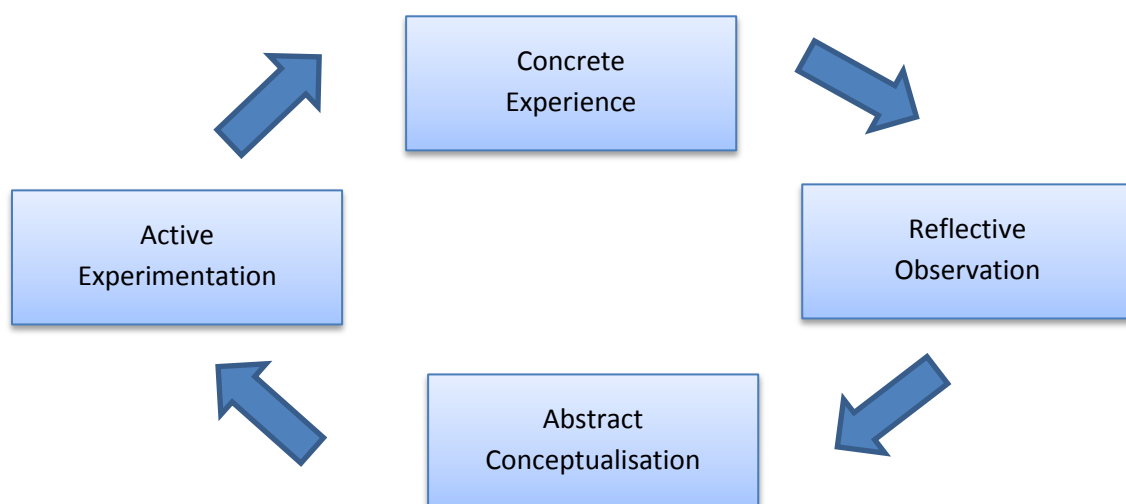 Concrete
Experience
Reflective
Observation
Abstract
Conceptualisation
Active
Experimentation